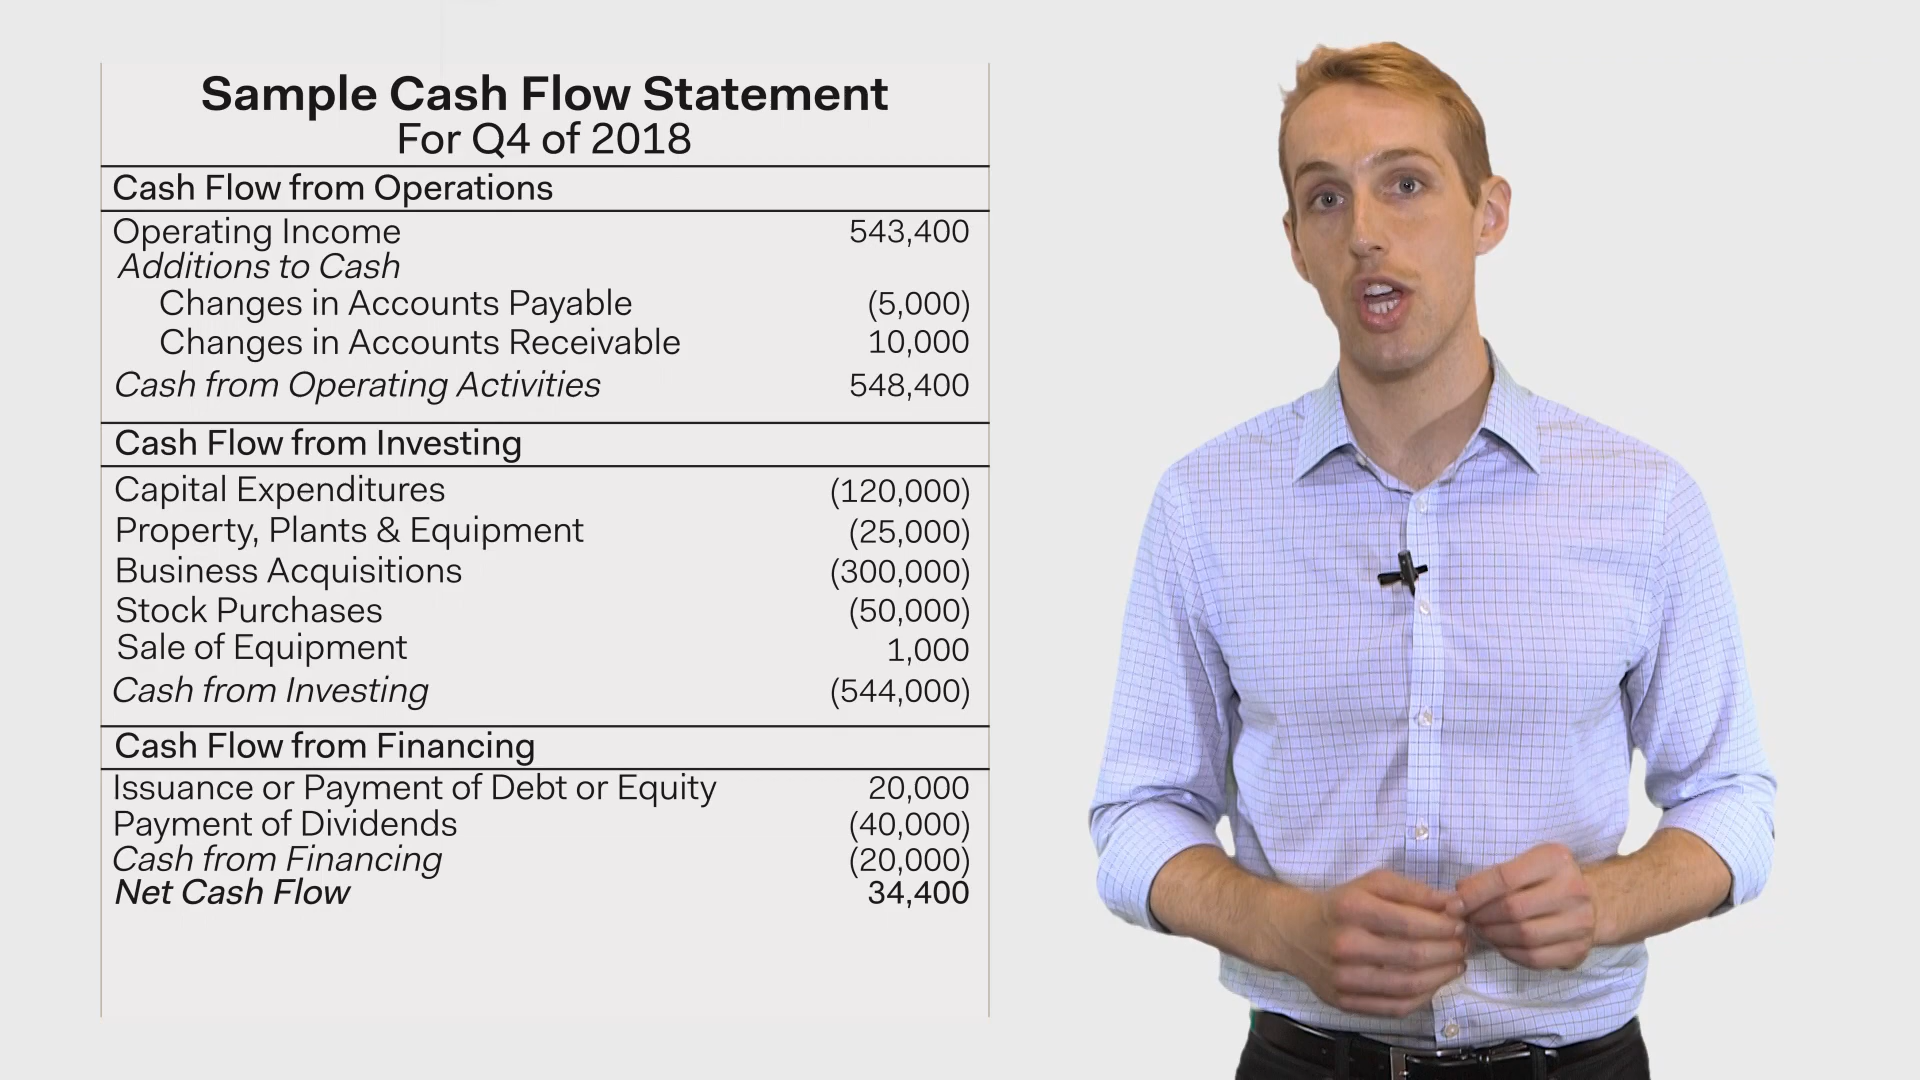 Sample Cash Flow Statement
For Q4 of 2018
Cash Flow from Operations
Operating Income 543,400
Additions to Cash
Changes in Accounts Payable (5,000)
Changes in Accounts Receivable 10,000
Cash from Operating Activities 548,400
Cash Flow from Investing
Capital Expenditures (120,000)
Property, Plants & Equipment (25,000)
Business Acquisitions (300,000)
Stock Purchases (50,000)
Sale of Equipment 1,000
Cash from Investing (544,000)
Cash Flow from Financing
Issuance or Payment of Debt or Equity 20,000
Payment of Dividends (40,000)
Cash from Financing (20,000)
Net Cash Flow 34,400